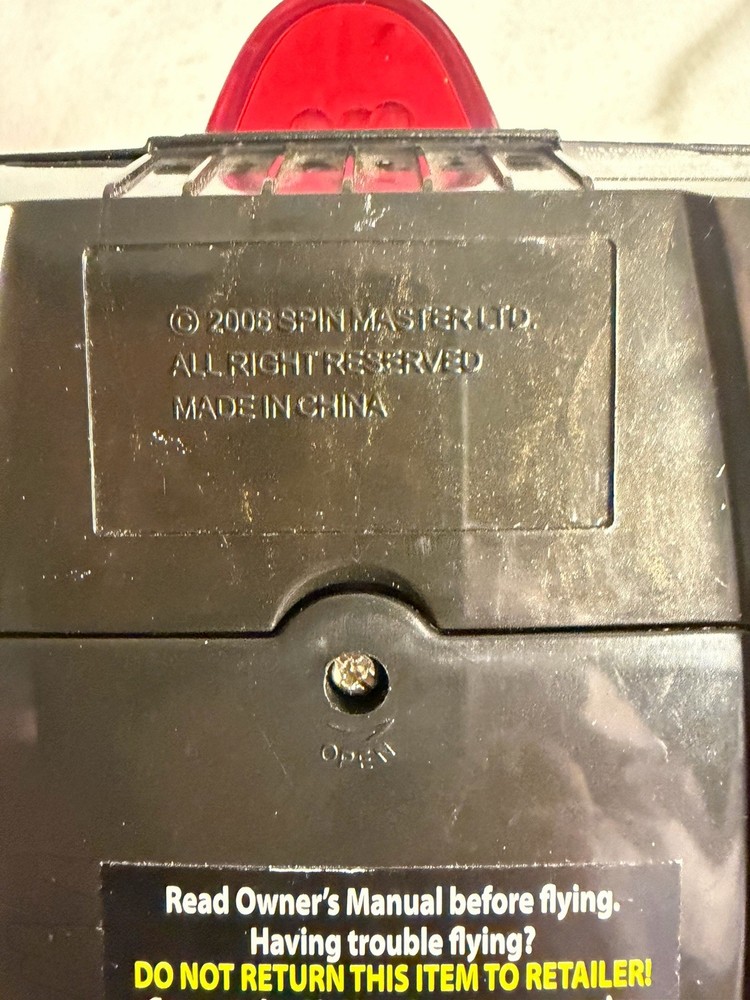 © 2008 SPIN MASTER LTD.
ALL RIGHT RESERVED
MADE IN CHINA
OPEN
Read Owner's Manual before flying.
Having trouble flying?
DO NOT RETURN THIS ITEM TO RETAILER!